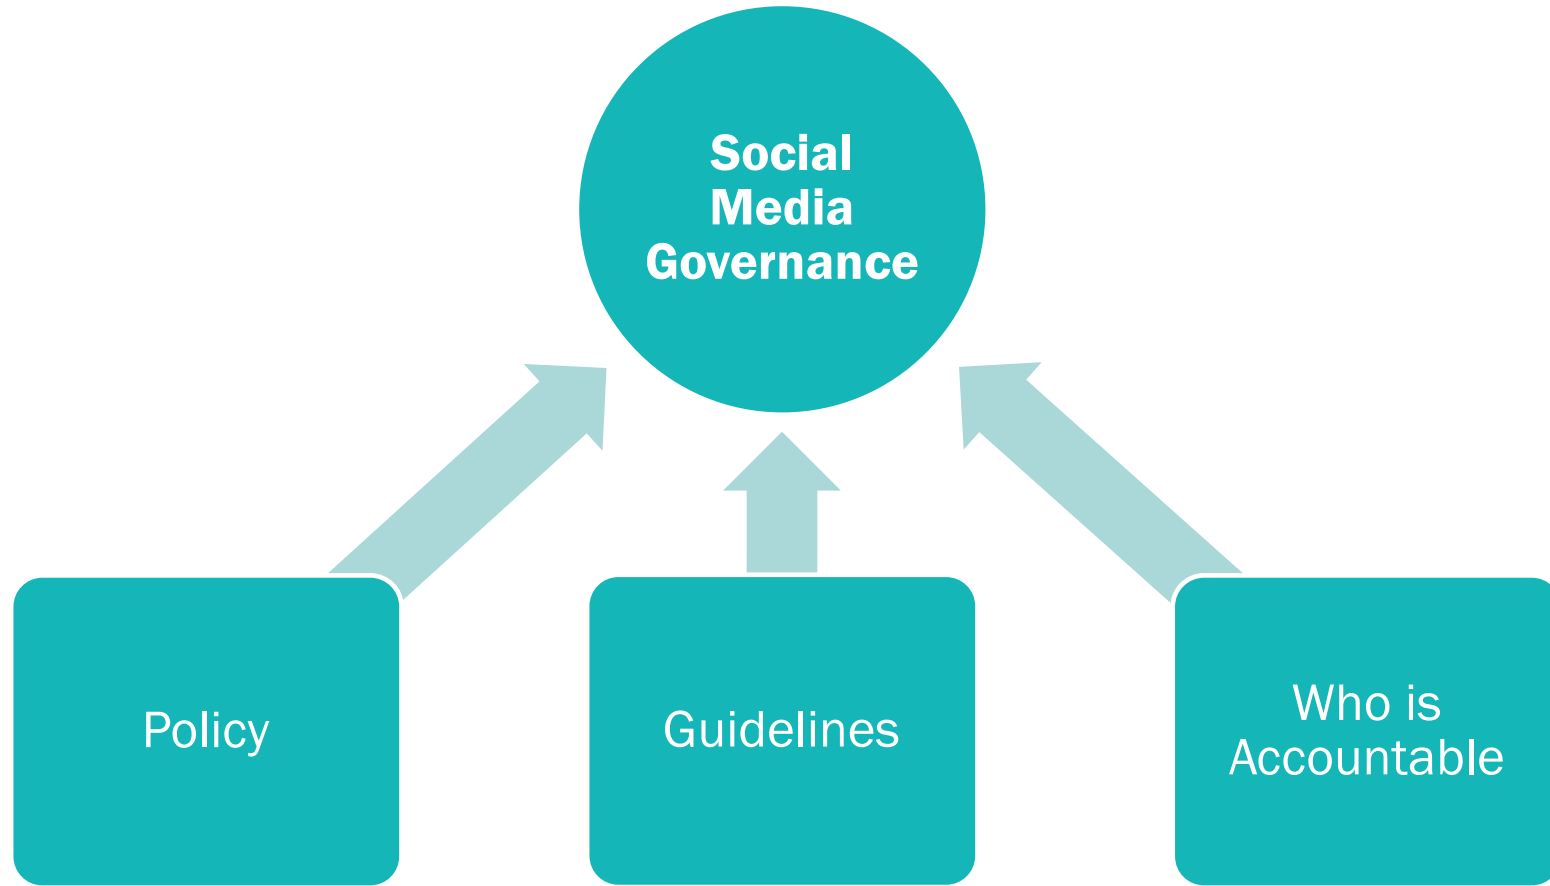 Social
Media
Governance
Policy
Guidelines
Who is
Accountable